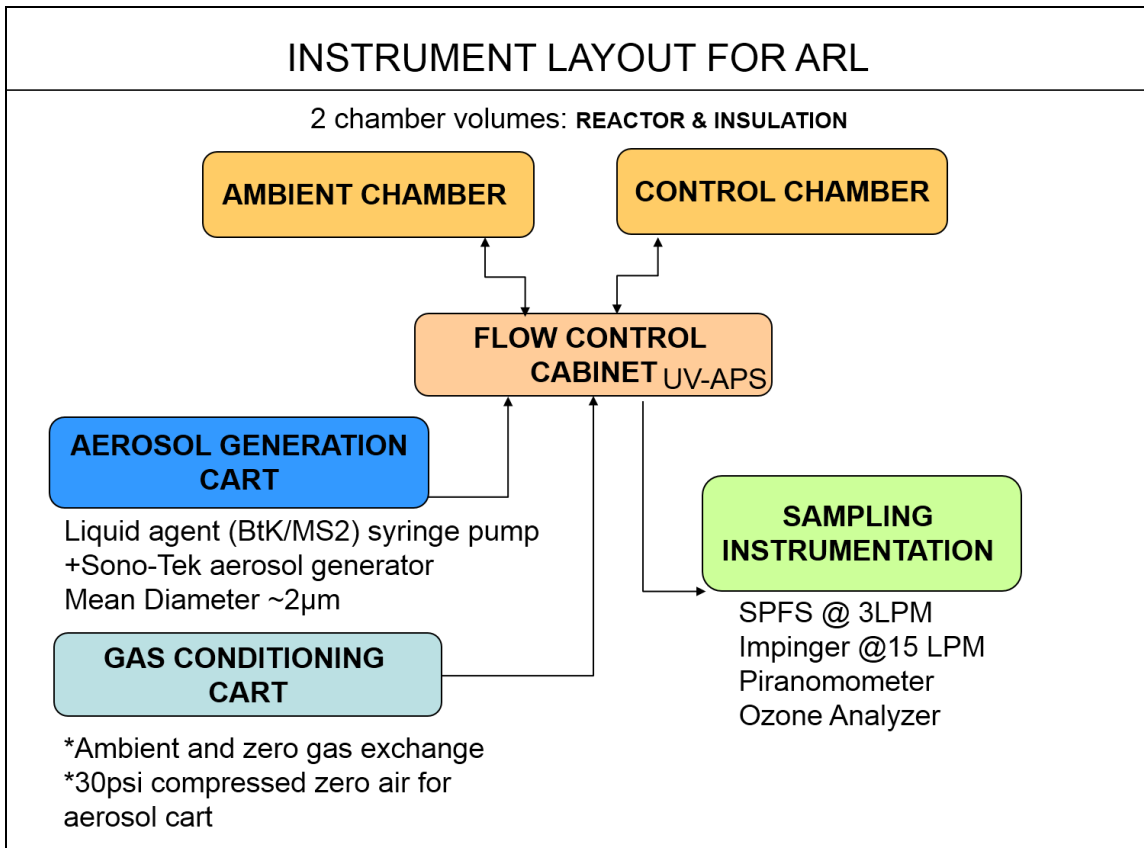 INSTRUMENT LAYOUT FOR ARL
2 chamber volumes: REACTOR & INSULATION
AMBIENT CHAMBER
CONTROL CHAMBER
FLOW CONTROL
CABINET UV-APS
AEROSOL GENERATION
CART
Liquid agent (BtK/MS2) syringe pump
+Sono-Tek aerosol generator
Mean Diameter ~2µm
GAS CONDITIONING
CART
*Ambient and zero gas exchange
*30psi compressed zero air for
aerosol cart
SAMPLING
INSTRUMENTATION
SPFS @ 3LPM
Impinger @15 LPM
Piranomometer
Ozone Analyzer